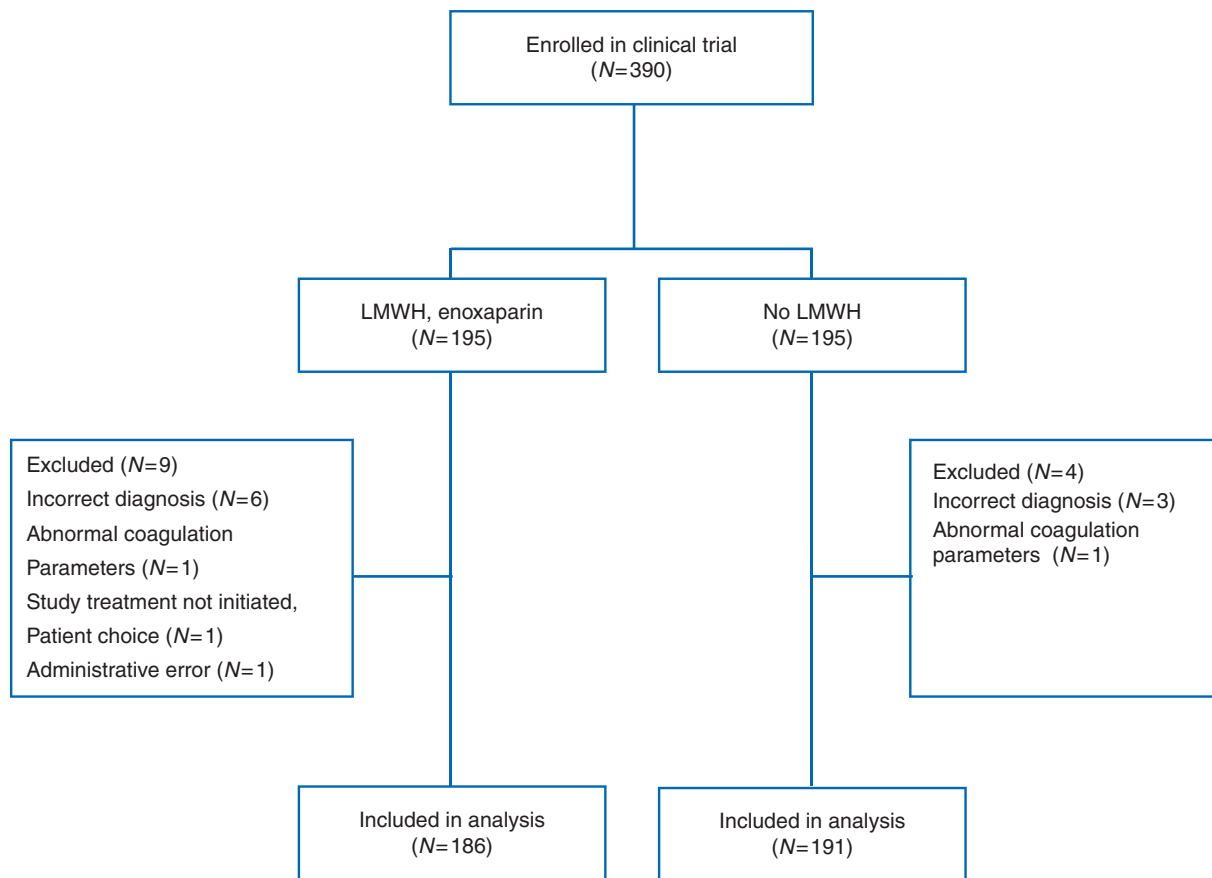 Enrolled in clinical trial
(N=390)
LMWH, enoxaparin
(N=195)
No LMWH
(N=195)
Excluded (N=9)
Incorrect diagnosis (N=6)
Abnormal coagulation
Parameters (N=1)
Study treatment not initiated,
Patient choice (N=1)
Administrative error (N=1)
Excluded (N=4)
Incorrect diagnosis (N=3)
Abnormal coagulation
parameters (N=1)
Included in analysis
(N=186)
Included in analysis
(N=191)